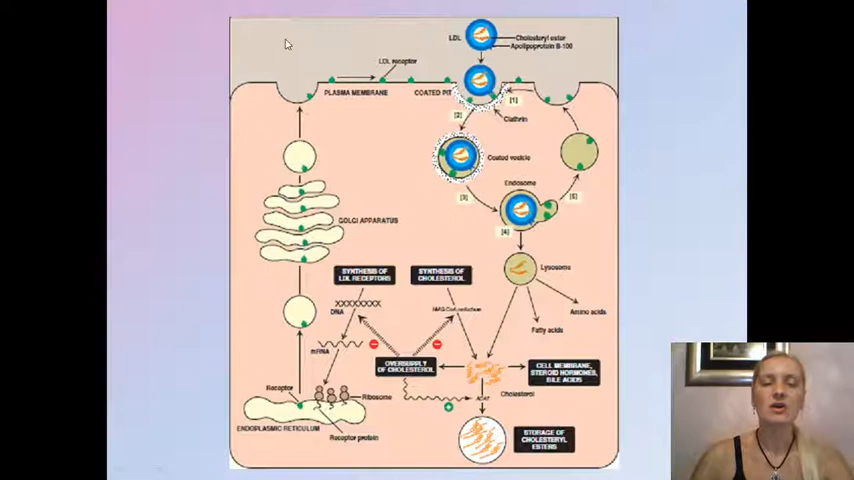 LDL
Cholesteryl ester
Apolipoprotein B-100
LDL receptor
PLASMA MEMBRANE
COATED PIT
[1]
[2]
Clathrin
Coated vesicle
Endosome
[3]
[5]
[4]
GOLGI APPARATUS
Lysosome
SYNTHESIS OF
LDL RECEPTORS
SYNTHESIS OF
CHOLESTEROL
DNA
HMG CoA reductase
Amino acids
Fatty acids
mRNA
OVERSUPPLY
OF CHOLESTEROL
CELL MEMBRANE,
STEROID HORMONES,
BILE ACIDS
Receptor
Ribosome
Cholesterol
ACAT
ENDOPLASMIC RETICULUM
Receptor protein
STORAGE OF
CHOLESTERYL
ESTERS